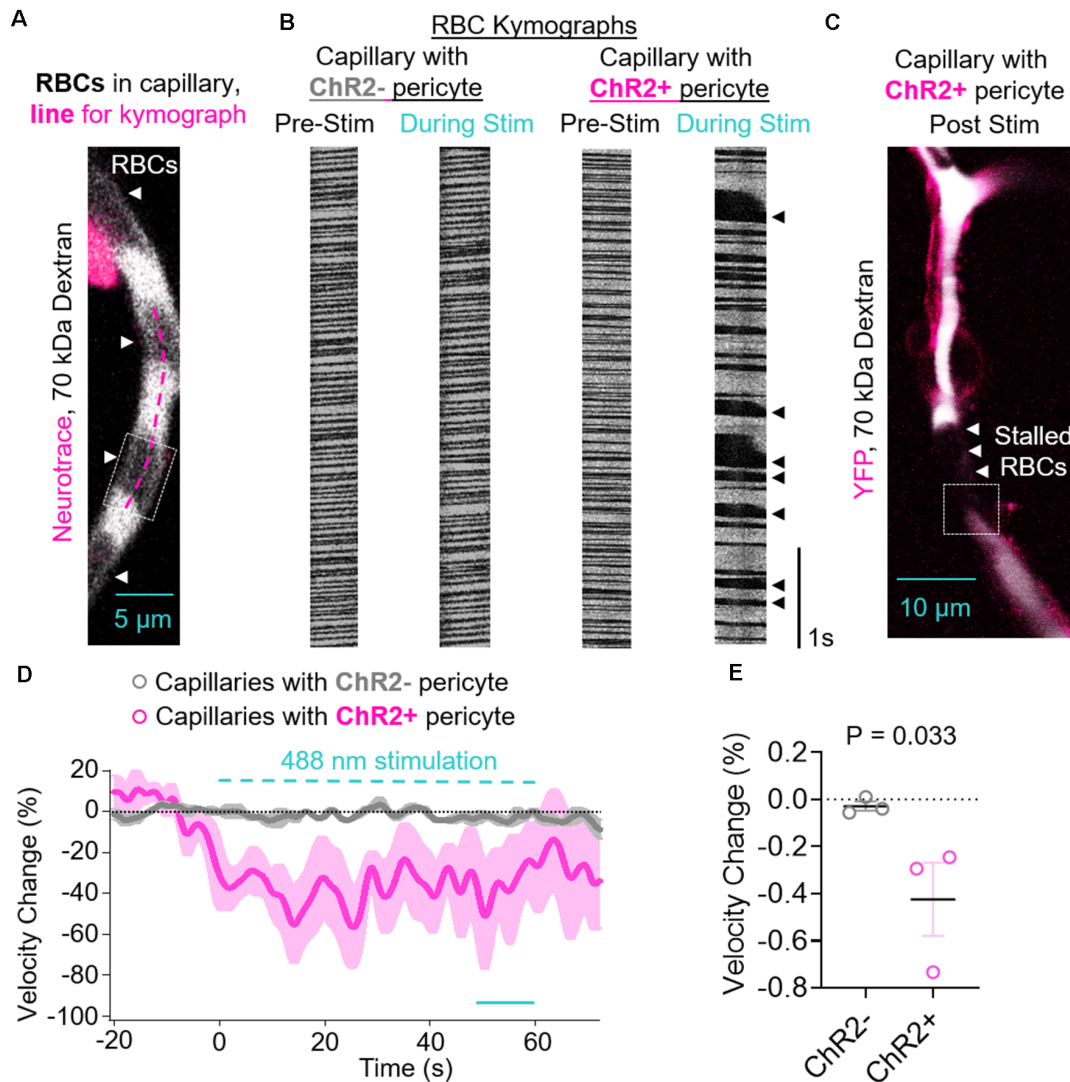 A
RBCs in capillary,
line for kymograph
RBCs
Neurotrace, 70 kDa Dextran
5 µm
B
RBC Kymographs
Capillary with
ChR2- pericyte
Pre-Stim
During Stim
Capillary with
ChR2+ pericyte
Pre-Stim
During Stim
1s
C
Capillary with
ChR2+ pericyte
Post Stim
YFP, 70 kDa Dextran
Stalled
RBCs
10 µm
D
Capillaries with ChR2- pericyte
Capillaries with ChR2+ pericyte
488 nm stimulation
Velocity Change (%)
20
0
-20
-40
-60
-80
-100
-20
0
20
40
60
Time (s)
E
P = 0.033
Velocity Change (%)
0.2
0.0
-0.2
-0.4
-0.6
-0.8
ChR2-
ChR2+